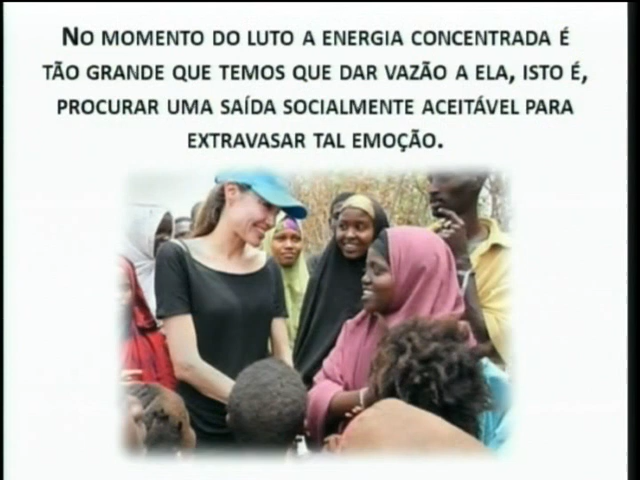 NO MOMENTO DO LUTO A ENERGIA CONCENTRADA É
TÃO GRANDE QUE TEMOS QUE DAR VAZÃO A ELA, ISTO É,
PROCURAR UMA SAÍDA SOCIALMENTE ACEITÁVEL PARA
EXTRAVASAR TAL EMOÇÃO.